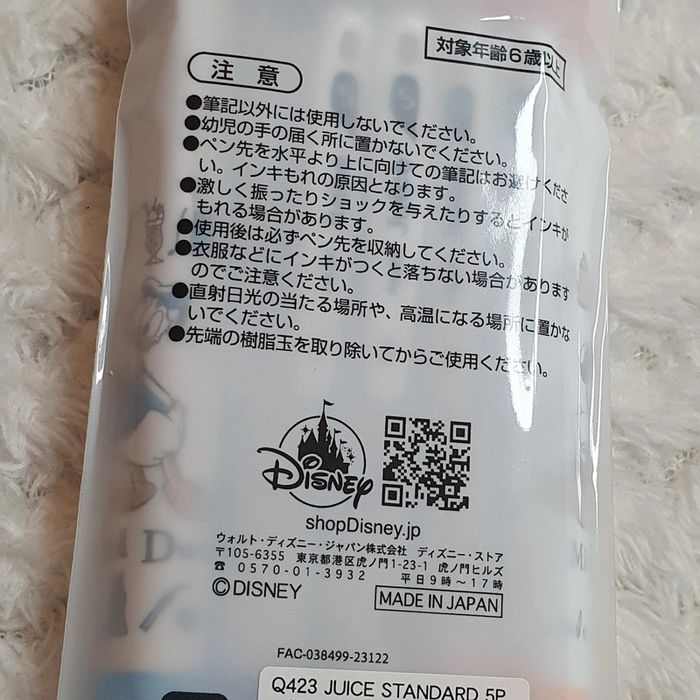 対象年齢6歳以上
注意
●筆記以外には使用しないでください。
●幼児の手の届く所に置かないでください。
●ペン先を水平より上に向けての筆記はお避けくださ
い。インキもれの原因となります。
●激しく振ったりショックを与えたりするとインキが
もれる場合があります。
●使用後は必ずペン先を収納してください。
●衣服などにインキがつくと落ちない場合があります
のでご注意ください。
●直射日光の当たる場所や、高温になる場所に置かな
いでください。
●先端の樹脂玉を取り除いてからご使用ください。
DISNEY
shopDisney.jp
ウォルト・ディズニー・ジャパン株式会社 ディズニー・ストア
〒105-6355 東京都港区虎ノ門1-23-1 虎ノ門ヒルズ
☎ 0570-01-3932 平日9時~17時
©DISNEY
MADE IN JAPAN
FAC-038499-23122
Q423 JUICE STANDARD 5P